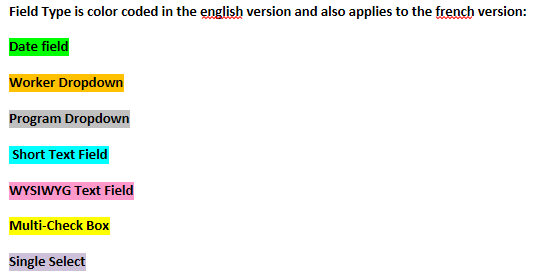 Field Type is color coded in the english version and also applies to the french version:
Date field
Worker Dropdown
Program Dropdown
Short Text Field
WYSIWYG Text Field
Multi-Check Box
Single Select